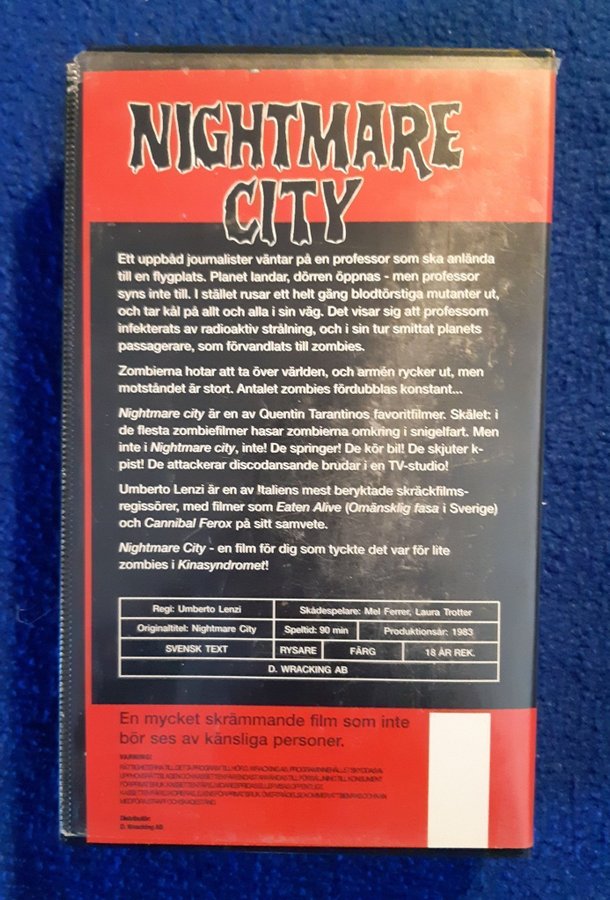 NIGHTMARE
CITY
Ett uppbåd journalister väntar på en professor som ska anlända
till en flygplats. Planet landar, dörren öppnas - men professor
syns inte till. I stället rusar ett helt gäng blodtörstiga mutanter ut,
och tar kål på allt och alla i sin väg. Det visar sig att professorn
infekterats av radioaktiv strålning, och i sin tur smittat planets
passagerare, som förvandlats till zombies.
Zombierna hotar att ta över världen, och armén rycker ut, men
motståndet är stort. Antalet zombies fördubblas konstant...
Nightmare city är en av Quentin Tarantinos favoritfilmer. Skälet: i
de flesta zombiefilmer hasar zombierna omkring i snigelfart. Men
inte i Nightmare city, inte! De springer! De kör bil! De skjuter k-
pist! De attackerar discodansande brudar i en TV-studio!
Umberto Lenzi är en av Italiens mest beryktade skräckfilms-
regissörer, med filmer som Eaten Alive (Omänsklig fasa i Sverige)
och Cannibal Ferox på sitt samvete.
Nightmare City - en film för dig som tyckte det var för lite
zombies i Kinasyndromet!
Regi: Umberto Lenzi Skådespelare: Mel Ferrer, Laura Trotter
Originaltitel: Nightmare City Speltid: 90 min Produktionsår: 1983
SVENSK TEXT RYSARE FÄRG 18 ÅR REK.
D. WRACKING AB
En mycket skrämmande film som inte
bör ses av känsliga personer.
VARNING!
Distributör:
D. Wracking AB